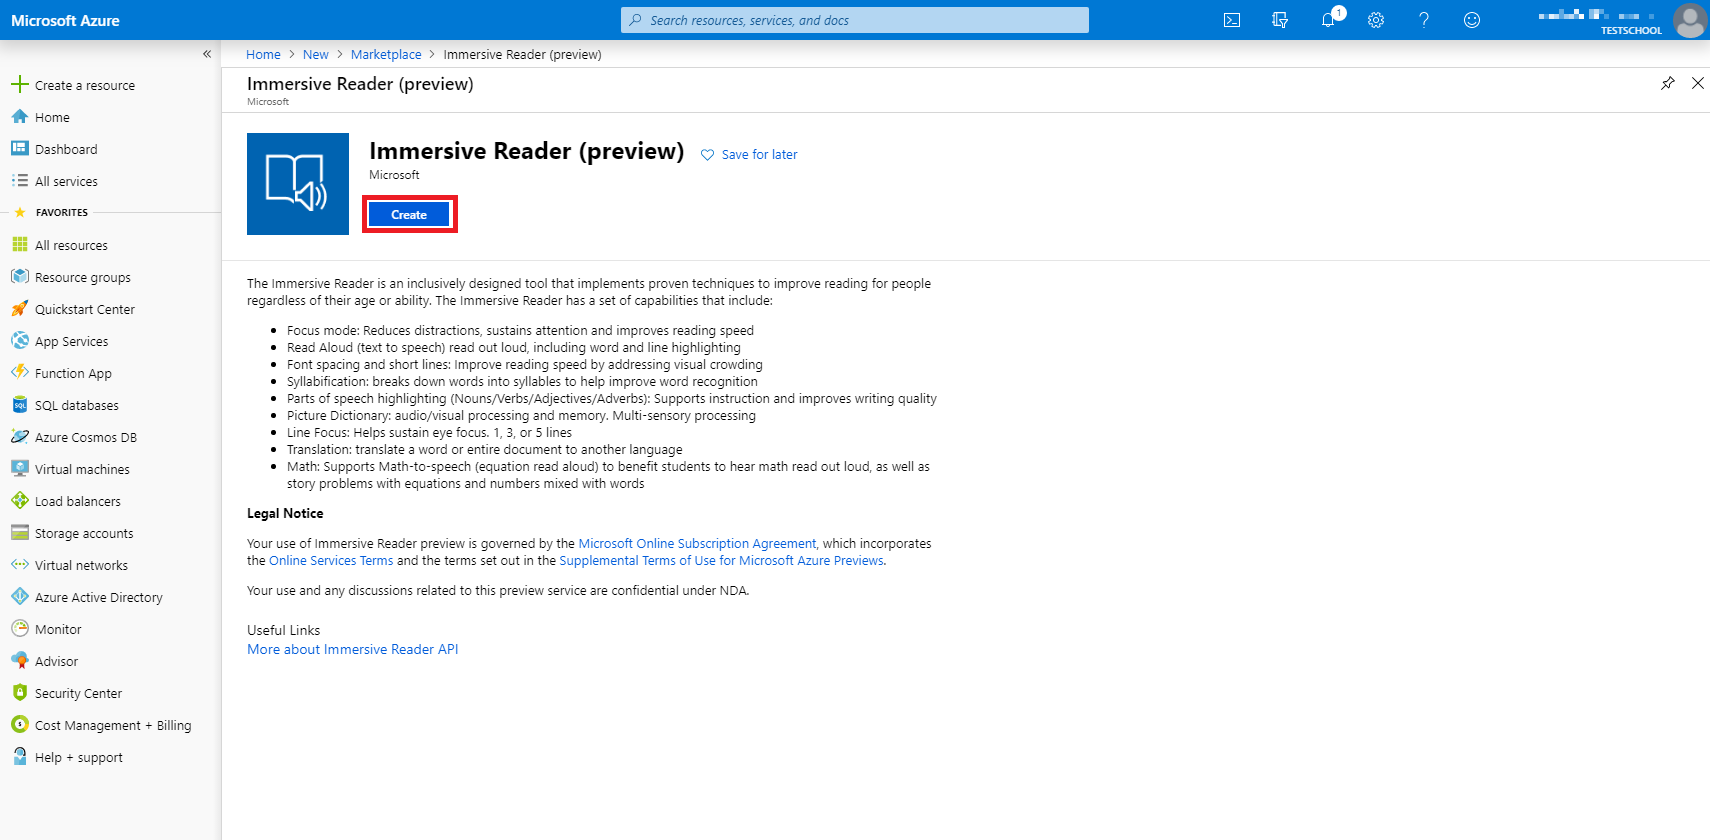 Microsoft Azure
Search resources, services, and docs
1
TESTSCHOOL
Home > New > Marketplace > Immersive Reader (preview)
Create a resource
Home
Dashboard
All services
FAVORITES
All resources
Resource groups
Quickstart Center
App Services
Function App
SQL databases
Azure Cosmos DB
Virtual machines
Load balancers
Storage accounts
Virtual networks
Azure Active Directory
Monitor
Advisor
Security Center
Cost Management + Billing
Help + support
Immersive Reader (preview)
Microsoft
Immersive Reader (preview)
Save for later
Microsoft
Create
The Immersive Reader is an inclusively designed tool that implements proven techniques to improve reading for people
regardless of their age or ability. The Immersive Reader has a set of capabilities that include:
• Focus mode: Reduces distractions, sustains attention and improves reading speed
• Read Aloud (text to speech) read out loud, including word and line highlighting
• Font spacing and short lines: Improve reading speed by addressing visual crowding
• Syllabification: breaks down words into syllables to help improve word recognition
• Parts of speech highlighting (Nouns/Verbs/Adjectives/Adverbs): Supports instruction and improves writing quality
• Picture Dictionary: audio/visual processing and memory. Multi-sensory processing
• Line Focus: Helps sustain eye focus. 1, 3, or 5 lines
• Translation: translate a word or entire document to another language
• Math: Supports Math-to-speech (equation read aloud) to benefit students to hear math read out loud, as well as
story problems with equations and numbers mixed with words
Legal Notice
Your use of Immersive Reader preview is governed by the Microsoft Online Subscription Agreement, which incorporates
the Online Services Terms and the terms set out in the Supplemental Terms of Use for Microsoft Azure Previews.
Your use and any discussions related to this preview service are confidential under NDA.
Useful Links
More about Immersive Reader API